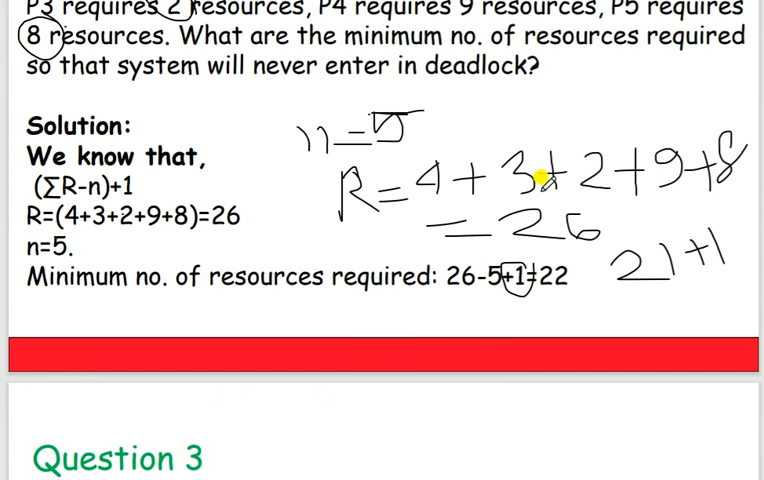 P3 requires 2 resources, P4 requires 9 resources, P5 requires
8 resources. What are the minimum no. of resources required
so that system will never enter in deadlock?
Solution:
n=5
We know that,
(∑R-n)+1
R=4+3+2+9+8
R=(4+3+2+9+8)=26
=26
n=5.
21+1
Minimum no. of resources required: 26-5+1=22
Question 3